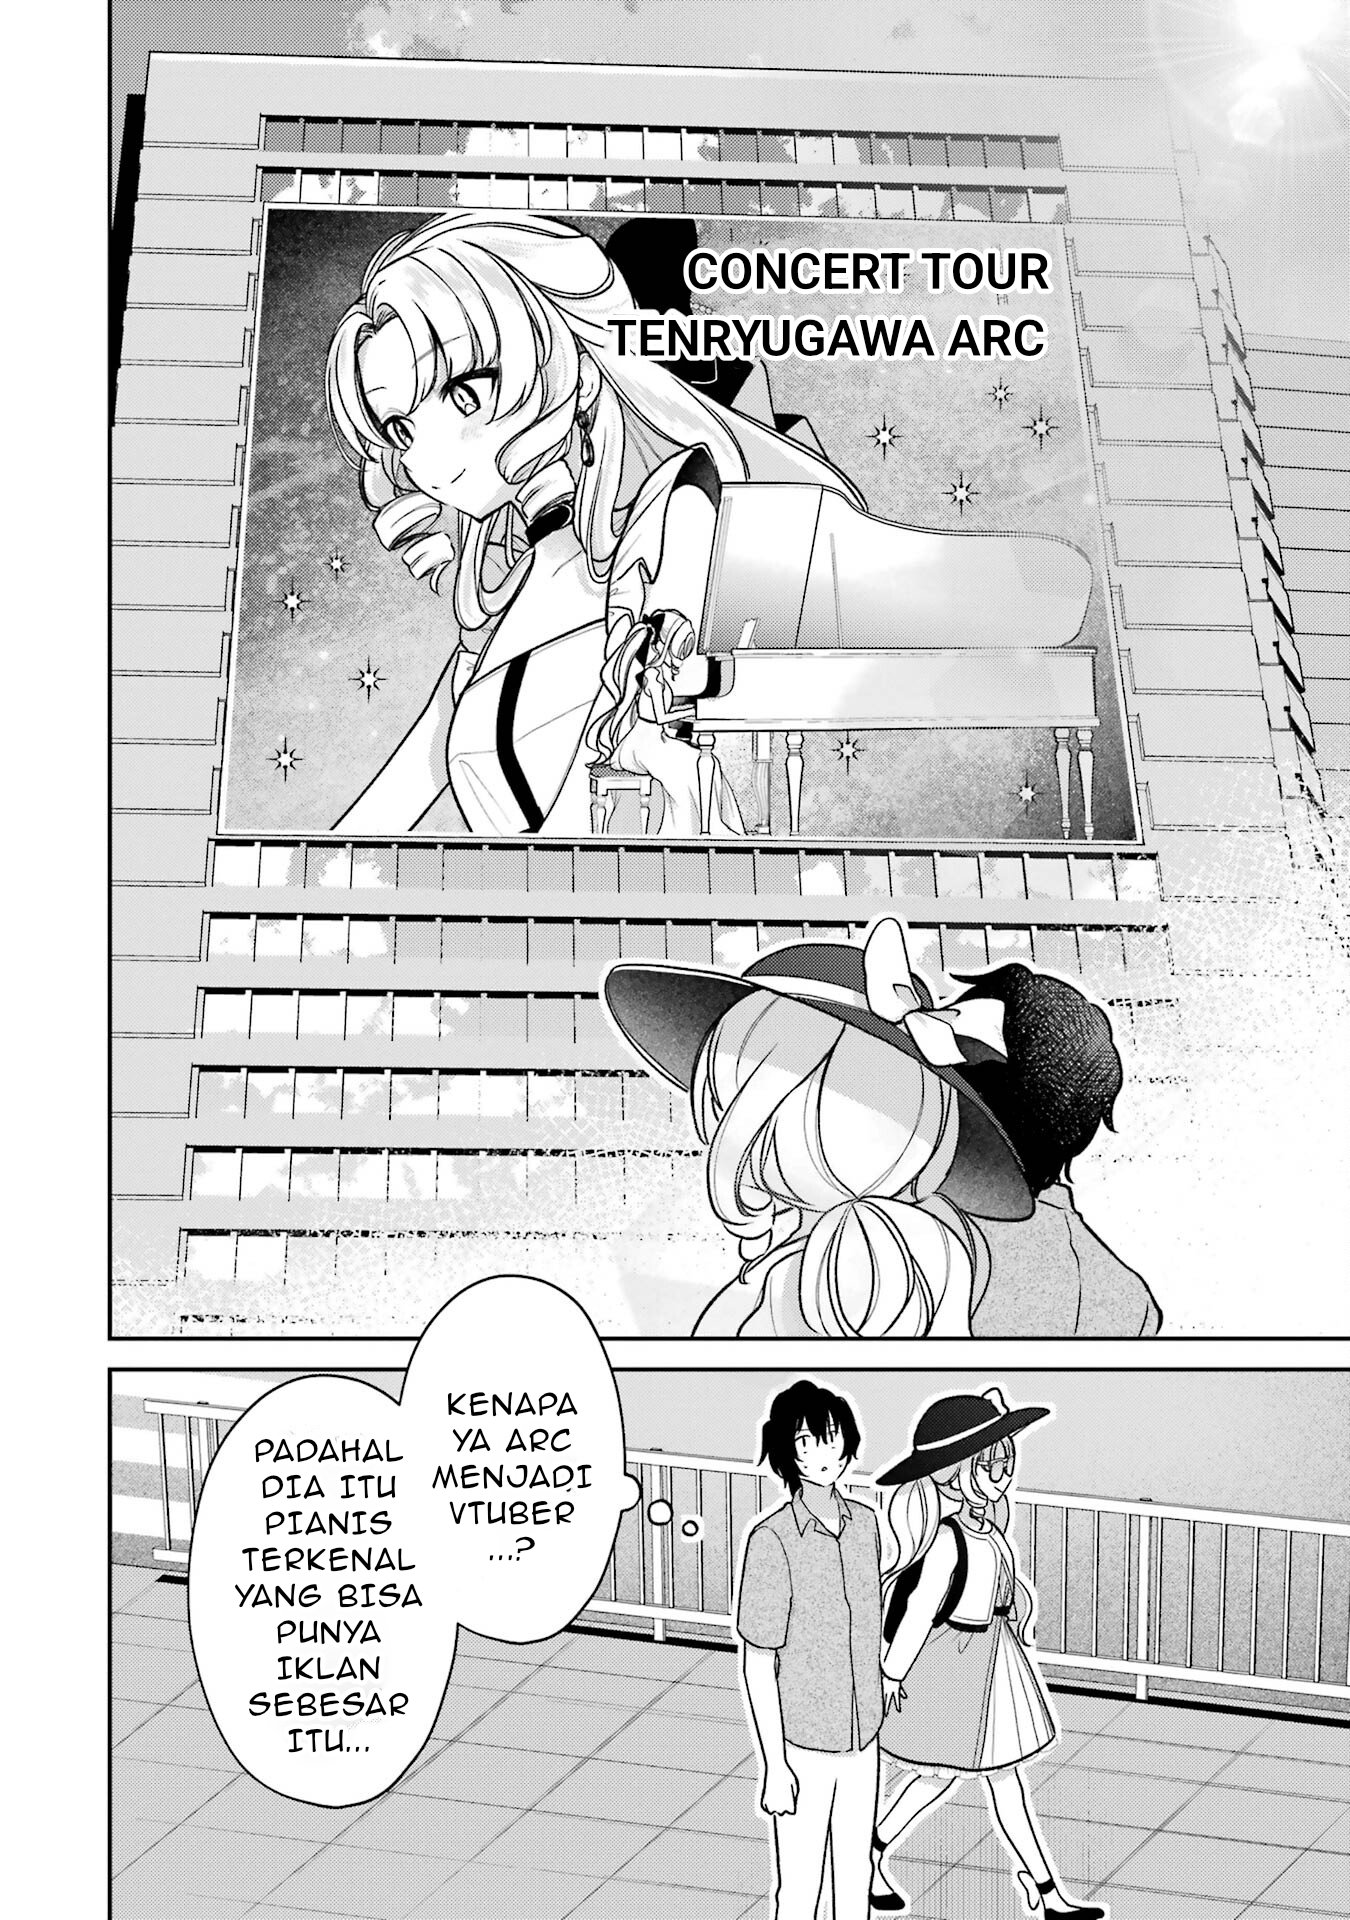 CONCERT TOUR
TENRYUGAWA ARC
KENAPA
YA ARC
MENJADI
VTUBER
...?
PADAHAL
DIA ITU
PIANIS
TERKENAL
YANG BISA
PUNYA
IKLAN
SEBESAR
ITU...